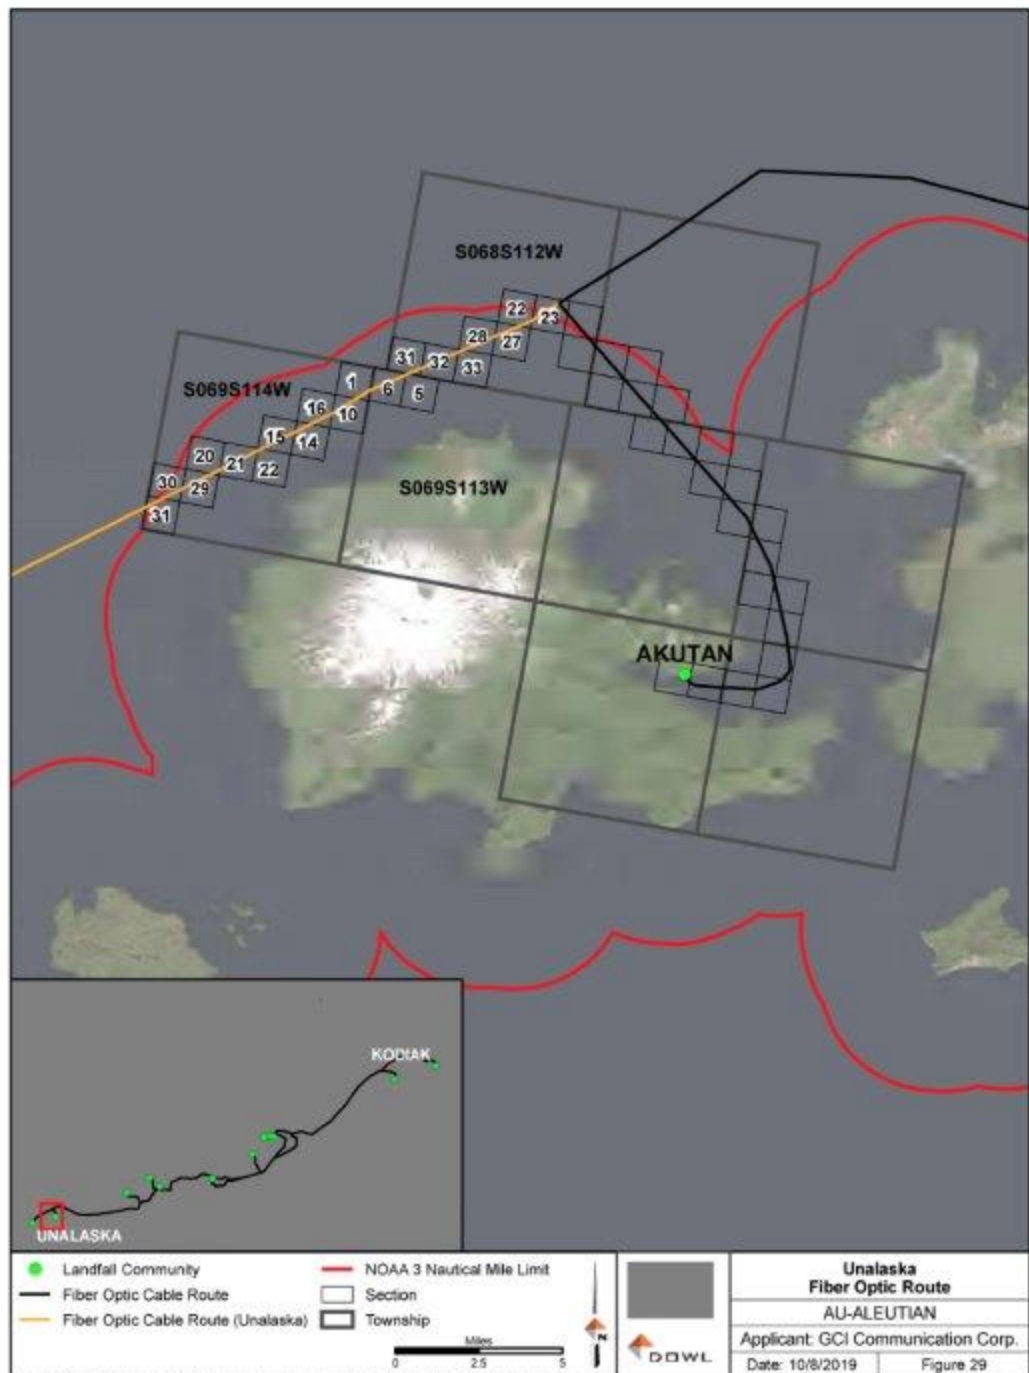 S068S112W
22
23
28
27
31
32
33
S069S114W
1
6
5
16
10
15
14
20
21
22
S069S113W
30
29
31
AKUTAN
KODIAK
UNALASKA
Landfall Community
Fiber Optic Cable Route
Fiber Optic Cable Route (Unalaska)
NOAA 3 Nautical Mile Limit
Section
Township
Miles
0 2.5 5
N
DOWL
Unalaska
Fiber Optic Route
AU-ALEUTIAN
Applicant: GCI Communication Corp.
Date: 10/8/2019
Figure 29